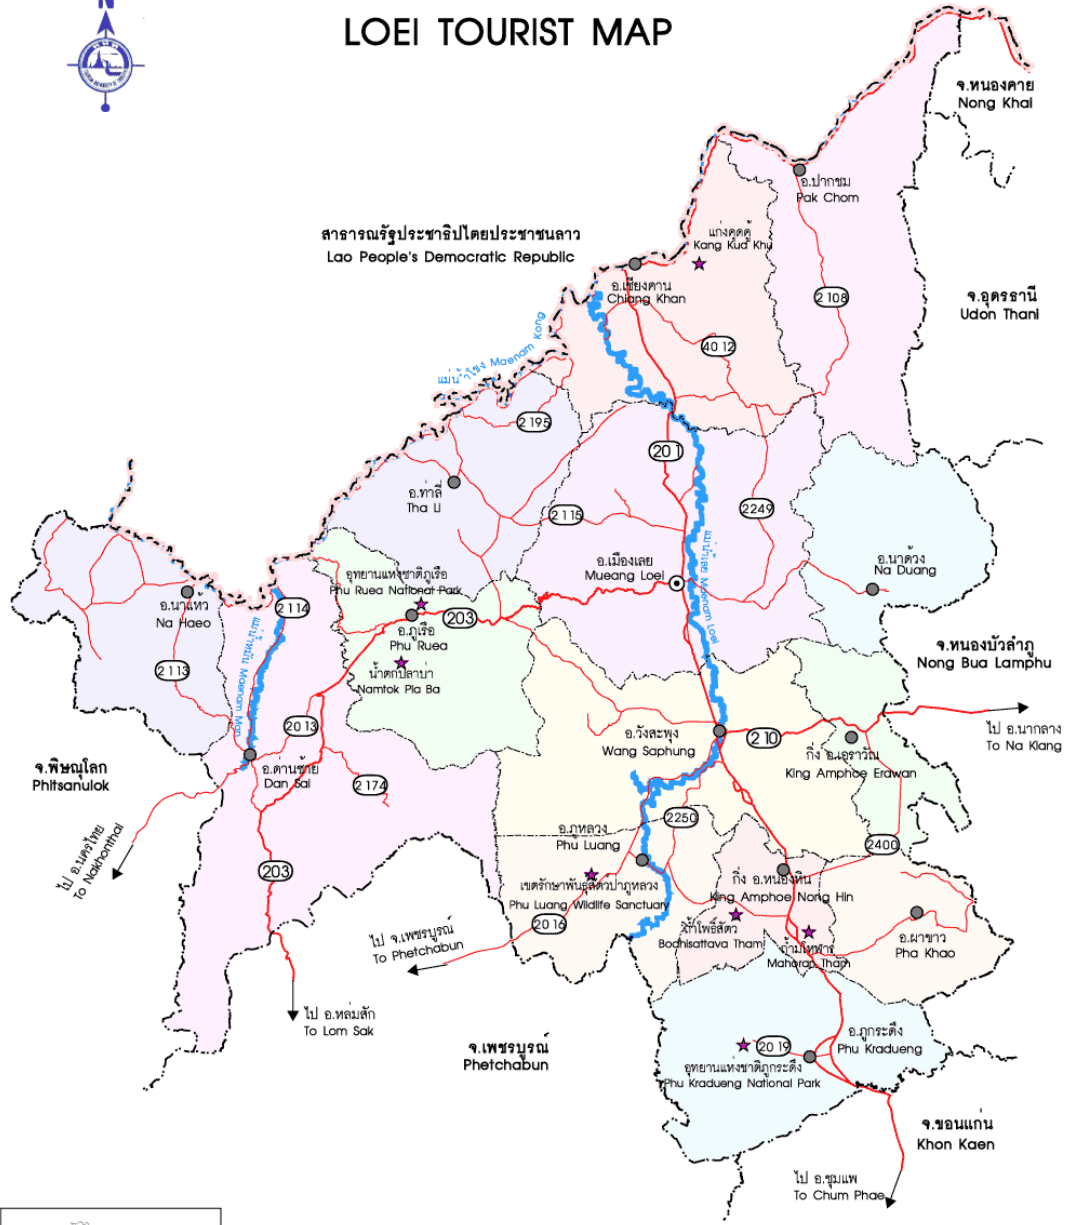 N
LOEI TOURIST MAP
จ.หนองคาย
Nong Khai
อ.ปากชม
Pak Chom
สาธารณรัฐประชาธิปไตยประชาชนลาว
Lao People's Democratic Republic
แก่งคุดคู้
Kang Kud Khu
อ.เชียงคาน
Chiang Khan
2108
จ.อุดรธานี
Udon Thani
แม่น้ำโขง Maenam Kong
4012
2195
201
อ.ท่าลี่
Tha Li
2115
2249
แม่น้ำเลย Maenam Loei
อ.เมืองเลย
Mueang Loei
อ.นาด้วง
Na Duang
อุทยานแห่งชาติภูเรือ
Phu Ruea National Park
อ.นาแห้ว
Na Haeo
2114
203
อ.ภูเรือ
Phu Ruea
แม่น้ำหมัน Maenam Man
จ.หนองบัวลำภู
Nong Bua Lamphu
2113
น้ำตกปลาบ่า
Namtok Pla Ba
2013
อ.วังสะพุง
Wang Saphung
210
ไป อ.นากลาง
To Na Klang
กิ่ง อ.เอราวัณ
King Amphoe Erawan
จ.พิษณุโลก
Phitsanulok
อ.ด่านซ้าย
Dan Sai
2174
2250
อ.ภูหลวง
Phu Luang
2400
ไป อ.นครไทย
To Nakhonthai
203
เขตรักษาพันธุ์สัตว์ป่าภูหลวง
Phu Luang Wildlife Sanctuary
กิ่ง อ.หนองหิน
King Amphoe Nong Hin
2016
ถ้ำโพธิ์สัตว์
Bodhisattava Tham
ถ้ำมโหฬาร
Mahoran Tham
อ.ผาขาว
Pha Khao
ไป จ.เพชรบูรณ์
To Phetchabun
ไป อ.หล่มสัก
To Lom Sak
จ.เพชรบูรณ์
Phetchabun
2019
อ.ภูกระดึง
Phu Kradueng
อุทยานแห่งชาติภูกระดึง
Phu Kradueng National Park
จ.ขอนแก่น
Khon Kaen
ไป อ.ชุมแพ
To Chum Phae